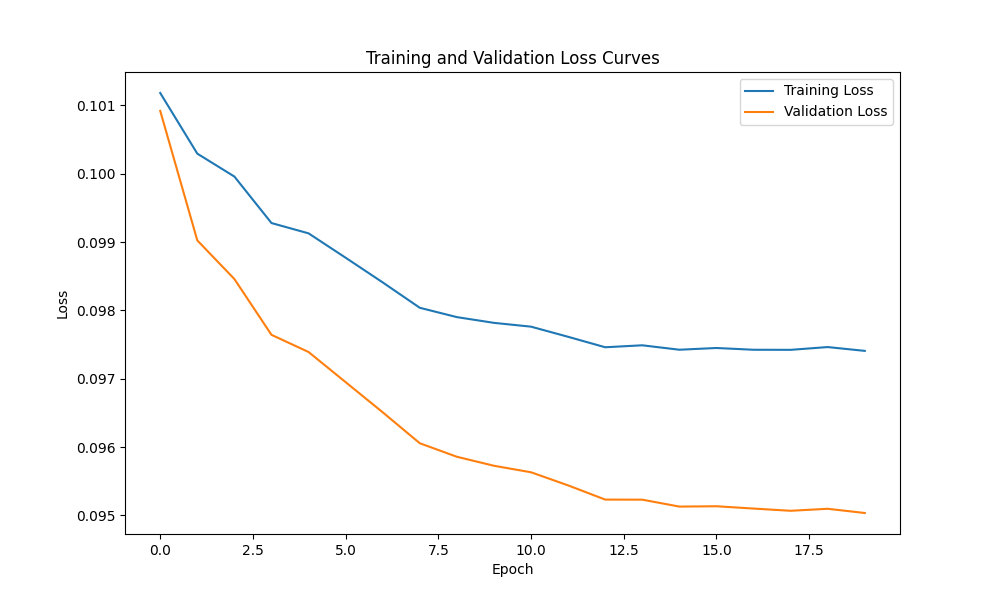 Training and Validation Loss Curves
Training Loss
Validation Loss
0.101
0.100
0.099
0.098
0.097
0.096
0.095
Loss
0.0 2.5 5.0 7.5 10.0 12.5 15.0 17.5
Epoch